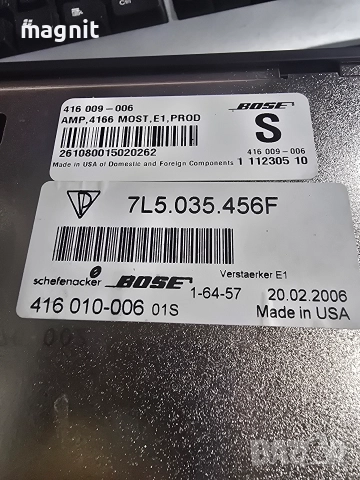 magnit
416 009-006
AMP,4166 MOST,E1,PROD
261080015020262
Made in USA of Domestic and Foreign Components
BOSE
S
416 009-006
1 112305 10
7L5.035.456F
schefenacker BOSE
Verstaerker E1
416 010-006 01S
1-64-57 20.02.2006
Made in USA